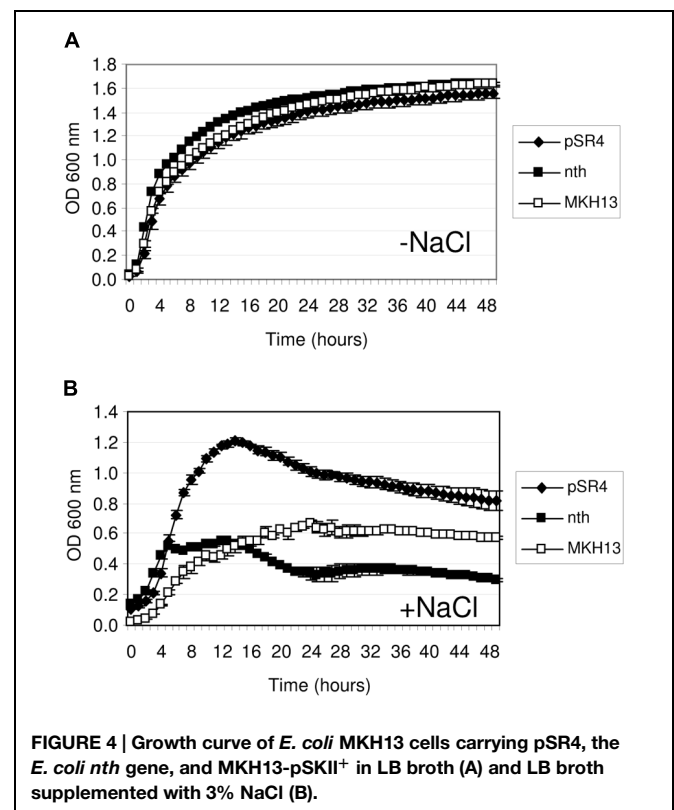 A
1.8
1.6
1.4
1.2
1.0
0.8
0.6
0.4
0.2
0.0
OD 600 nm
0 4 8 12 16 20 24 28 32 36 40 44 48
Time (hours)
-NaCl
pSR4
nth
MKH13
B
1.4
1.2
1.0
0.8
0.6
0.4
0.2
0.0
OD 600 nm
0 4 8 12 16 20 24 28 32 36 40 44 48
Time (hours)
+NaCl
pSR4
nth
MKH13
FIGURE 4 | Growth curve of E. coli MKH13 cells carrying pSR4, the
E. coli nth gene, and MKH13-pSKII⁺ in LB broth (A) and LB broth
supplemented with 3% NaCl (B).